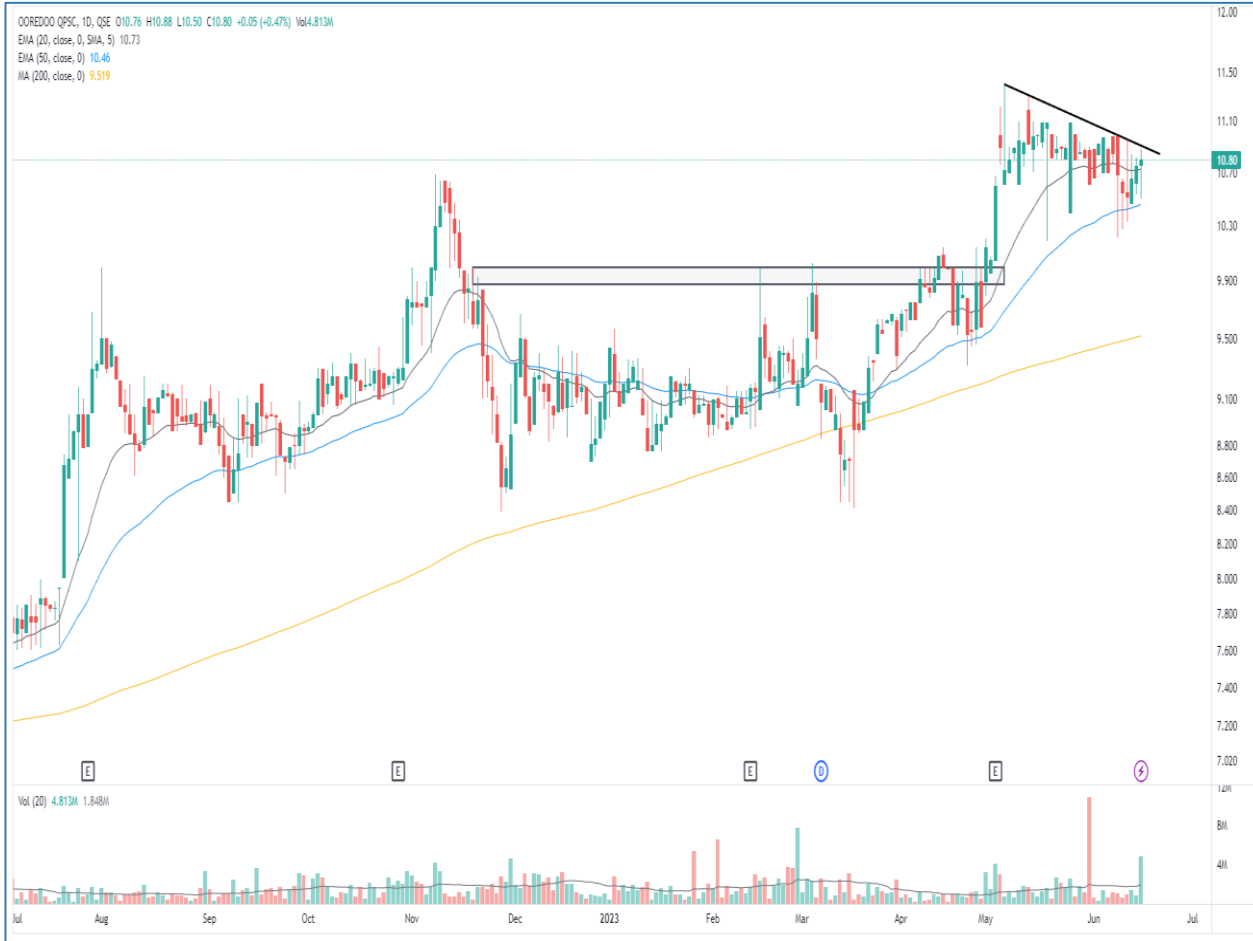 OOREDOO QPSC, 1D, QSE O10.76 H10.88 L10.50 C10.80 +0.05 (+0.47%) Vol4.813M
EMA (20, close, 0, SMA, 5) 10.73
EMA (50, close, 0) 10.46
MA (200, close, 0) 9.519
12.00
11.50
11.10
10.80
10.70
10.30
9.900
9.500
9.100
8.800
8.600
8.400
8.200
8.000
7.800
7.600
7.400
7.200
7.020
E E E D E
Vol (20) 4.813M 1.848M
12M
8M
4M
Jul Aug Sep Oct Nov Dec 2023 Feb Mar Apr May Jun Jul